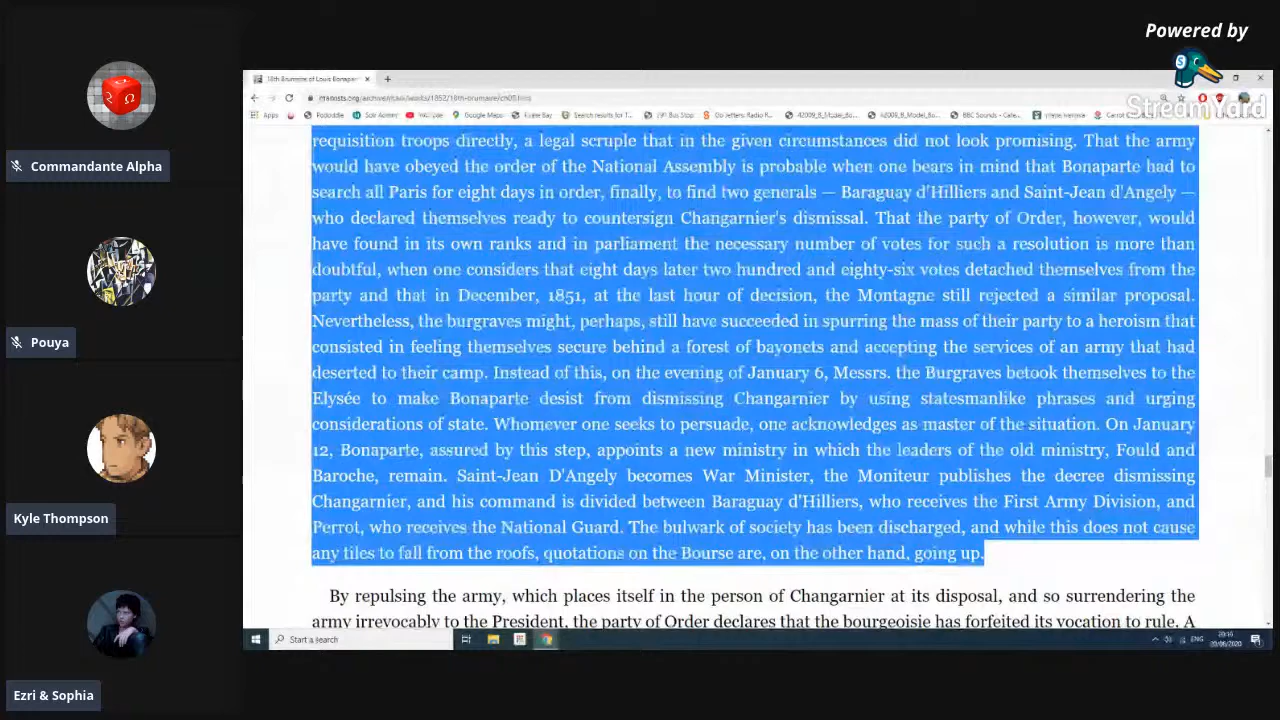 Powered by
StreamYard
Commandante Alpha
Pouya
Kyle Thompson
Ezri & Sophia
18th Brumaire of Louis Bonapar
Apps
YouTube
Google Maps
Search results for T...
BBC Sounds - Cate...
requisition troops directly, a legal scruple that in the given circumstances did not look promising. That the army
would have obeyed the order of the National Assembly is probable when one bears in mind that Bonaparte had to
search all Paris for eight days in order, finally, to find two generals — Baraguay d'Hilliers and Saint-Jean d'Angely —
who declared themselves ready to countersign Changarnier's dismissal. That the party of Order, however, would
have found in its own ranks and in parliament the necessary number of votes for such a resolution is more than
doubtful, when one considers that eight days later two hundred and eighty-six votes detached themselves from the
party and that in December, 1851, at the last hour of decision, the Montagne still rejected a similar proposal.
Nevertheless, the burgraves might, perhaps, still have succeeded in spurring the mass of their party to a heroism that
consisted in feeling themselves secure behind a forest of bayonets and accepting the services of an army that had
deserted to their camp. Instead of this, on the evening of January 6, Messrs. the Burgraves betook themselves to the
Elysée to make Bonaparte desist from dismissing Changarnier by using statesmanlike phrases and urging
considerations of state. Whomever one seeks to persuade, one acknowledges as master of the situation. On January
12, Bonaparte, assured by this step, appoints a new ministry in which the leaders of the old ministry, Fould and
Baroche, remain. Saint-Jean D'Angely becomes War Minister, the Moniteur publishes the decree dismissing
Changarnier, and his command is divided between Baraguay d'Hilliers, who receives the First Army Division, and
Perrot, who receives the National Guard. The bulwark of society has been discharged, and while this does not cause
any tiles to fall from the roofs, quotations on the Bourse are, on the other hand, going up.
By repulsing the army, which places itself in the person of Changarnier at its disposal, and so surrendering the
army irrevocably to the President, the party of Order declares that the bourgeoisie has forfeited its vocation to rule. A
Start a search
ENG
20:16